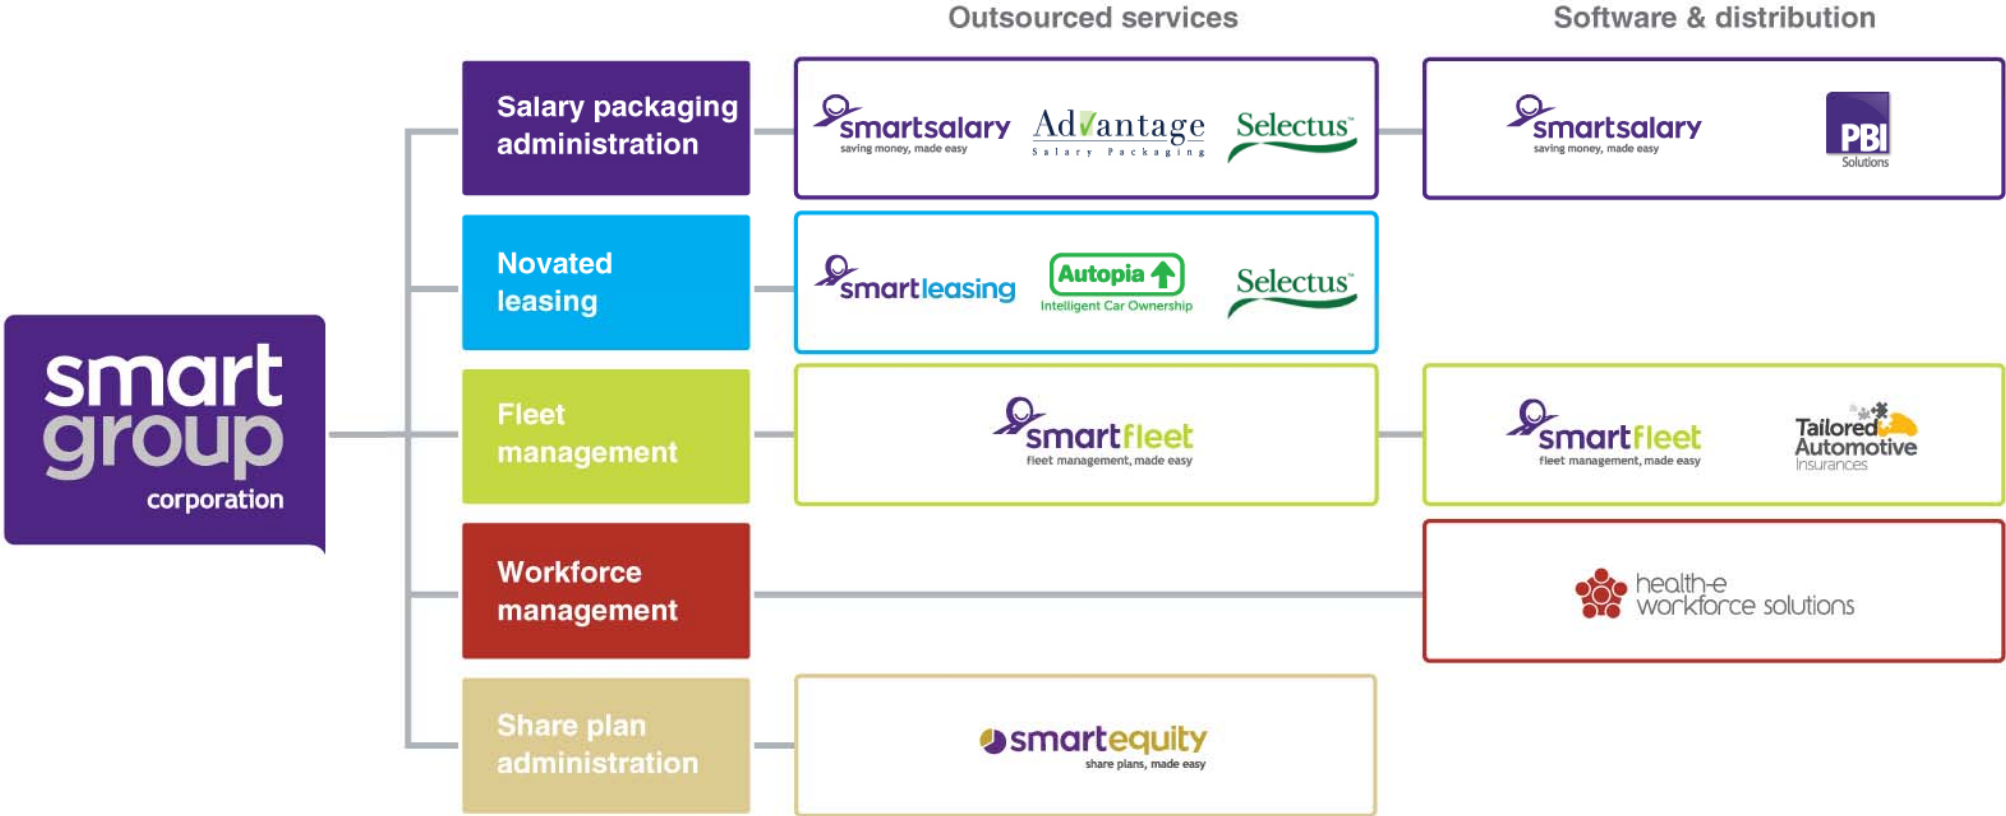 Outsourced services
Software & distribution
smart
group
corporation
Salary packaging
administration
smartsalary
saving money, made easy
Advantage
Salary Packaging
Selectus™
smartsalary
saving money, made easy
PBI
Solutions
Novated
leasing
smartleasing
Autopia
Intelligent Car Ownership
Selectus™
Fleet
management
smartfleet
fleet management, made easy
smartfleet
fleet management, made easy
Tailored
Automotive
Insurances
Workforce
management
health-e
workforce solutions
Share plan
administration
smartequity
share plans, made easy